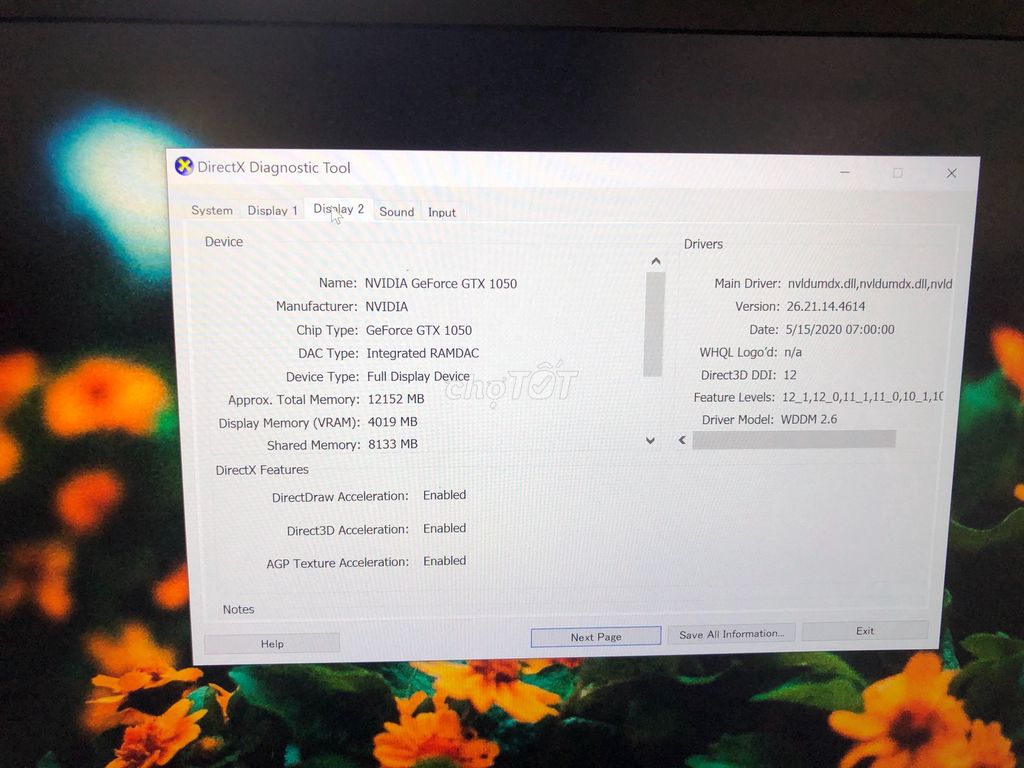 DirectX Diagnostic Tool
System Display 1 Display 2 Sound Input
Device
Name: NVIDIA GeForce GTX 1050
Manufacturer: NVIDIA
Chip Type: GeForce GTX 1050
DAC Type: Integrated RAMDAC
Device Type: Full Display Device
Approx. Total Memory: 12152 MB
Display Memory (VRAM): 4019 MB
Shared Memory: 8133 MB
Drivers
Main Driver: nvldumdx.dll,nvldumdx.dll,nvld
Version: 26.21.14.4614
Date: 5/15/2020 07:00:00
WHQL Logo'd: n/a
Direct3D DDI: 12
Feature Levels: 12_1,12_0,11_1,11_0,10_1,10
Driver Model: WDDM 2.6
DirectX Features
DirectDraw Acceleration: Enabled
Direct3D Acceleration: Enabled
AGP Texture Acceleration: Enabled
Notes
Help Next Page Save All Information... Exit
chợTỐT